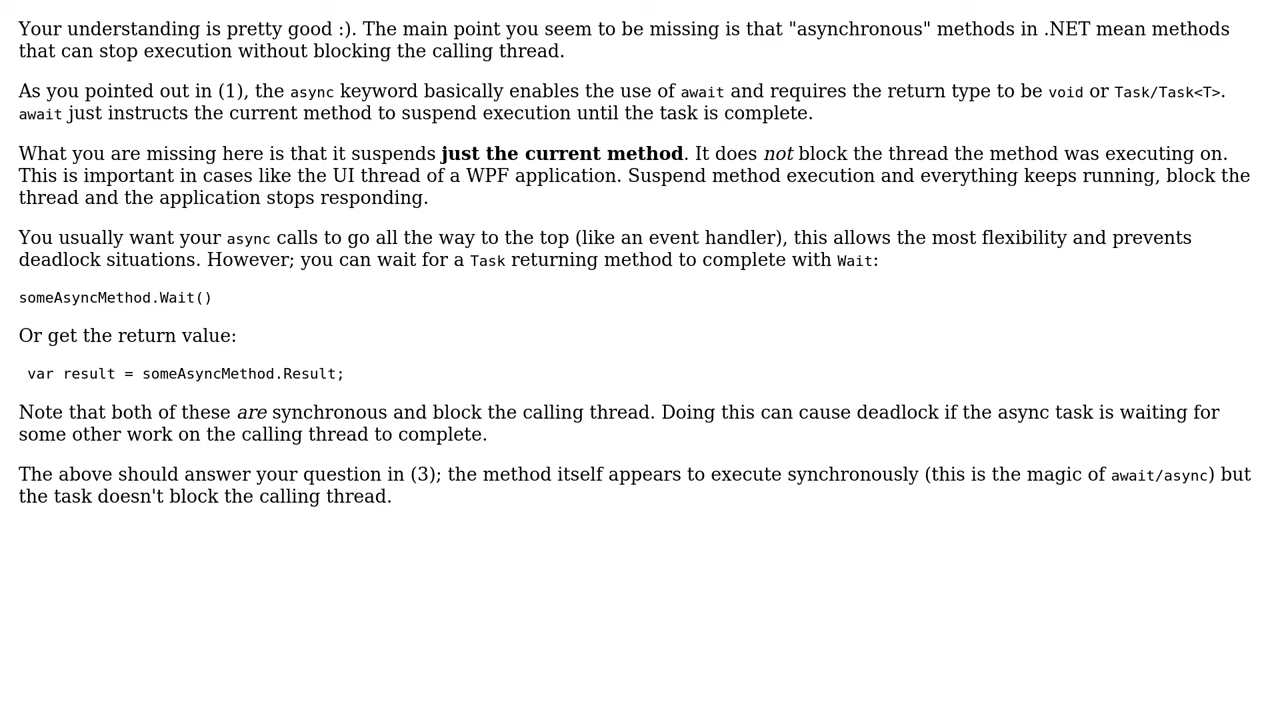 Your understanding is pretty good :). The main point you seem to be missing is that "asynchronous" methods in .NET mean methods
that can stop execution without blocking the calling thread.
As you pointed out in (1), the async keyword basically enables the use of await and requires the return type to be void or Task/Task<T>.
await just instructs the current method to suspend execution until the task is complete.
What you are missing here is that it suspends just the current method. It does not block the thread the method was executing on.
This is important in cases like the UI thread of a WPF application. Suspend method execution and everything keeps running, block the
thread and the application stops responding.
You usually want your async calls to go all the way to the top (like an event handler), this allows the most flexibility and prevents
deadlock situations. However; you can wait for a Task returning method to complete with Wait:
someAsyncMethod.Wait()
Or get the return value:
var result = someAsyncMethod.Result;
Note that both of these are synchronous and block the calling thread. Doing this can cause deadlock if the async task is waiting for
some other work on the calling thread to complete.
The above should answer your question in (3); the method itself appears to execute synchronously (this is the magic of await/async) but
the task doesn't block the calling thread.